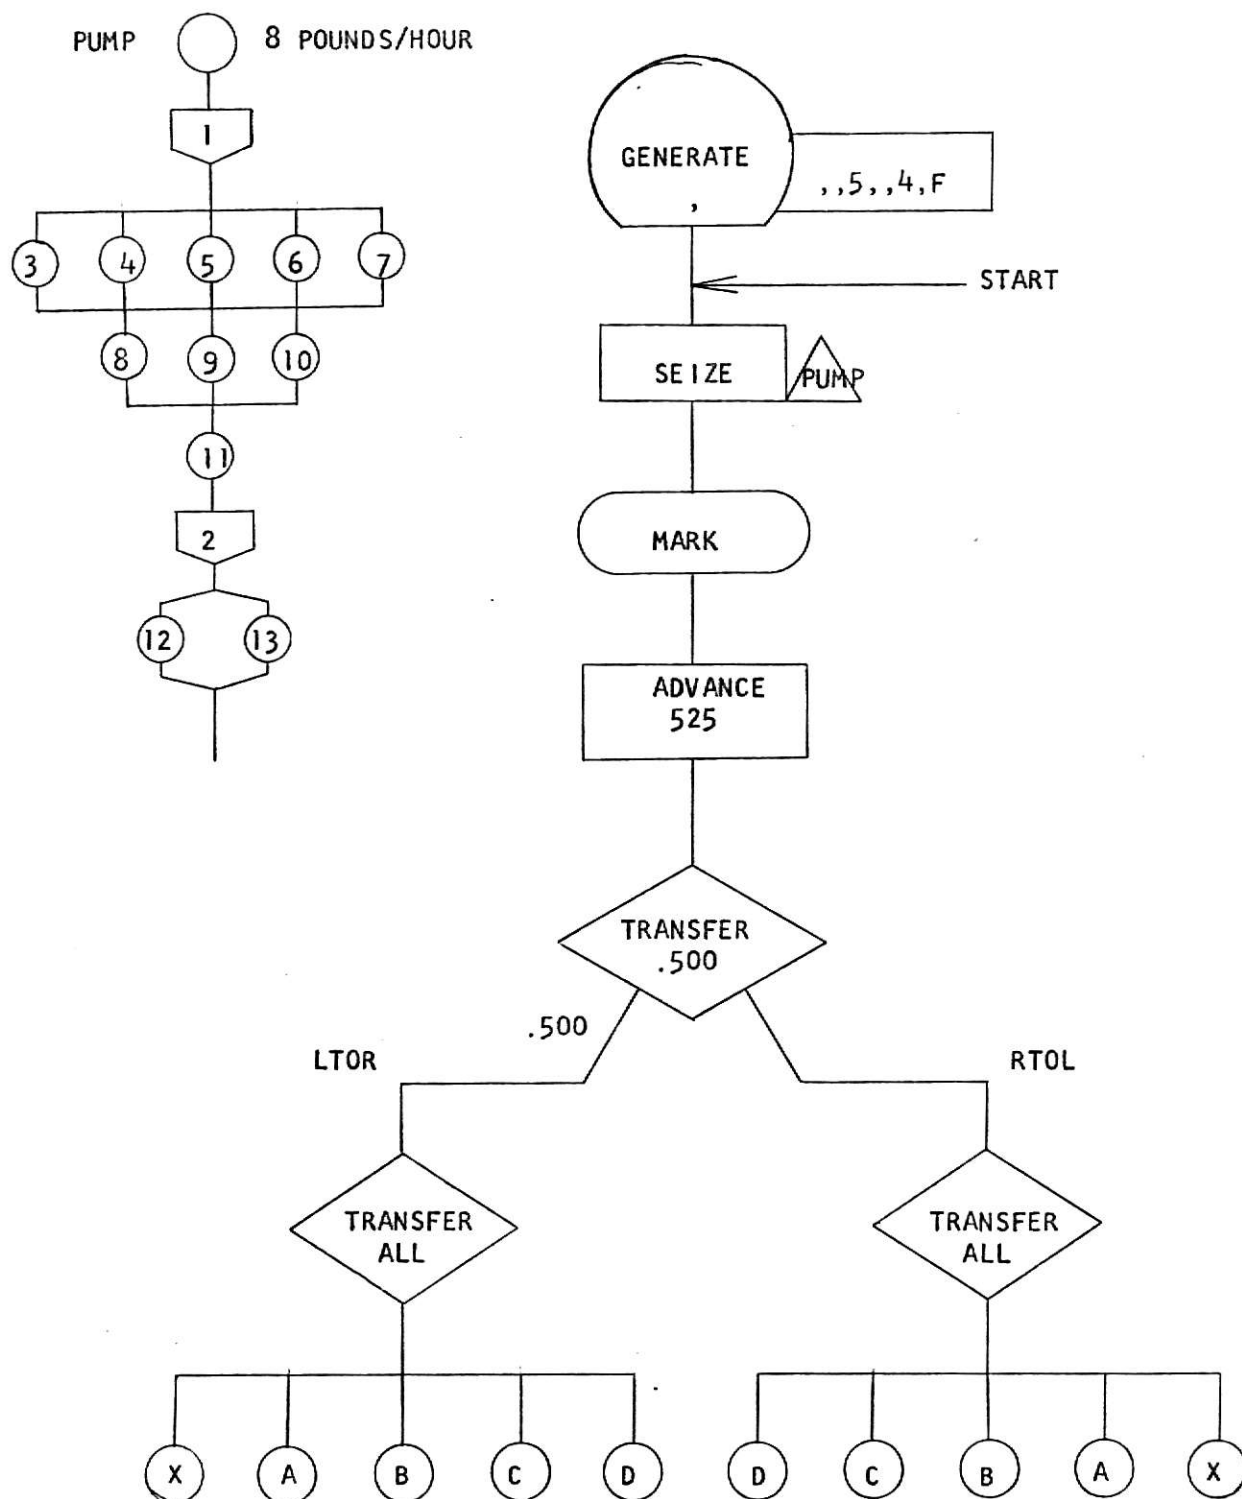 PUMP 8 POUNDS/HOUR
1
3 4 5 6 7
8 9 10
11
2
12 13
GENERATE
,
,,5,,4,F
START
SEIZE
PUMP
MARK
ADVANCE
525
TRANSFER
.500
.500
LTOR
RTOL
TRANSFER
ALL
TRANSFER
ALL
X A B C D
D C B A X